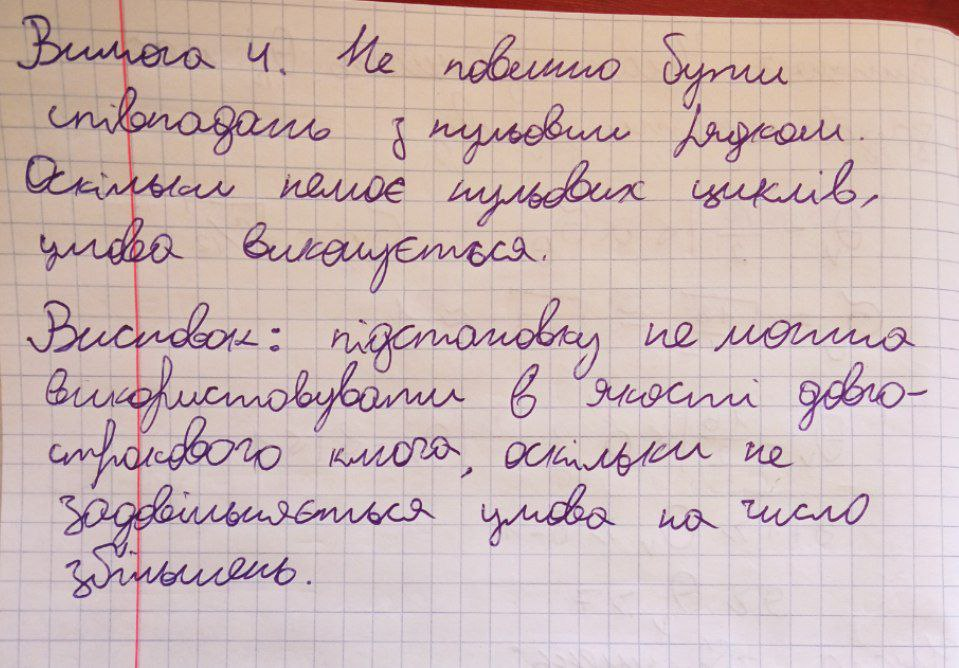 Вимога 4. Не повинно бути
співпадань з нульовим рядком.
Оскільки немає нульових циклів,
умова виконується.
Висновок: підстановку не можна
використовувати в якості довго-
строкового ключа, оскільки не
задовільняється умова на число
збільшень.